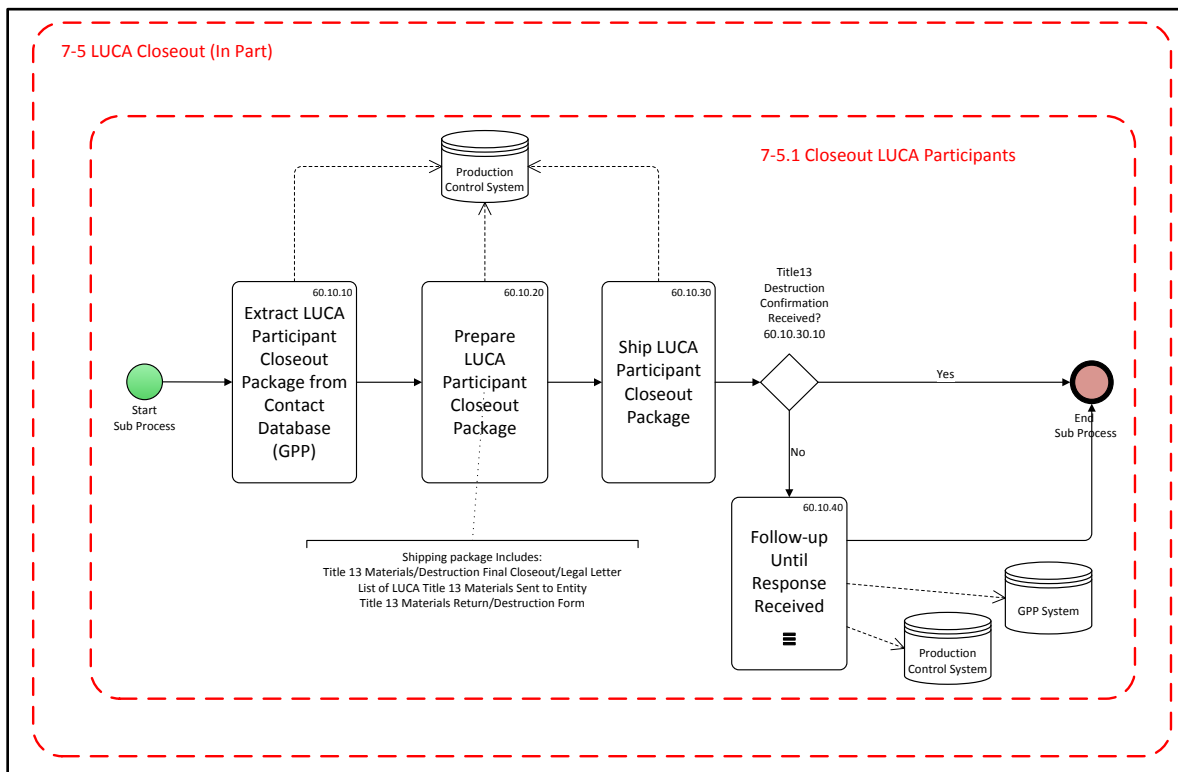 7-5 LUCA Closeout (In Part)
7-5.1 Closeout LUCA Participants
Production
Control System
60.10.10
Extract LUCA
Participant
Closeout
Package from
Contact
Database
(GPP)
60.10.20
Prepare
LUCA
Participant
Closeout
Package
60.10.30
Ship LUCA
Participant
Closeout
Package
Title13
Destruction
Confirmation
Received?
60.10.30.10
Start
Sub Process
Yes
End
Sub Process
No
Shipping package Includes:
Title 13 Materials/Destruction Final Closeout/Legal Letter
List of LUCA Title 13 Materials Sent to Entity
Title 13 Materials Return/Destruction Form
60.10.40
Follow-up
Until
Response
Received
GPP System
Production
Control System